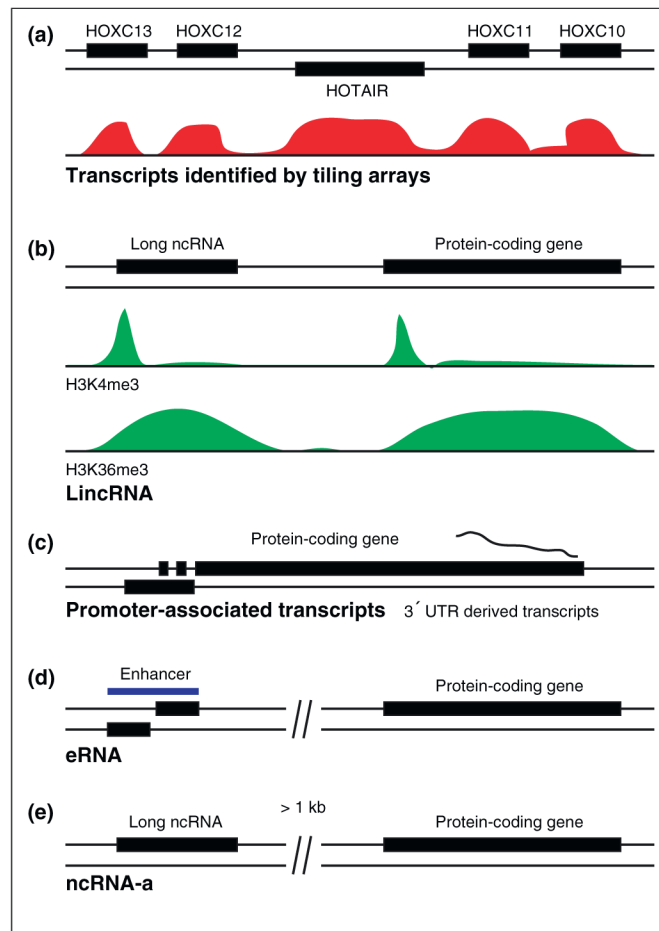 (a)
HOXC13 HOXC12 HOXC11 HOXC10
HOTAIR
Transcripts identified by tiling arrays
(b)
Long ncRNA Protein-coding gene
H3K4me3
H3K36me3
LincRNA
(c)
Protein-coding gene
Promoter-associated transcripts 3´ UTR derived transcripts
(d)
Enhancer Protein-coding gene
eRNA
(e)
> 1 kb
Long ncRNA Protein-coding gene
ncRNA-a